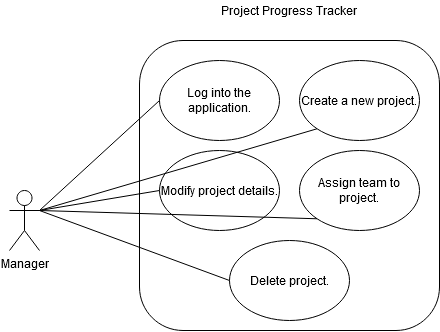 Project Progress Tracker
Log into the
application.
Create a new project.
Modify project details.
Assign team to
project.
Manager
Delete project.